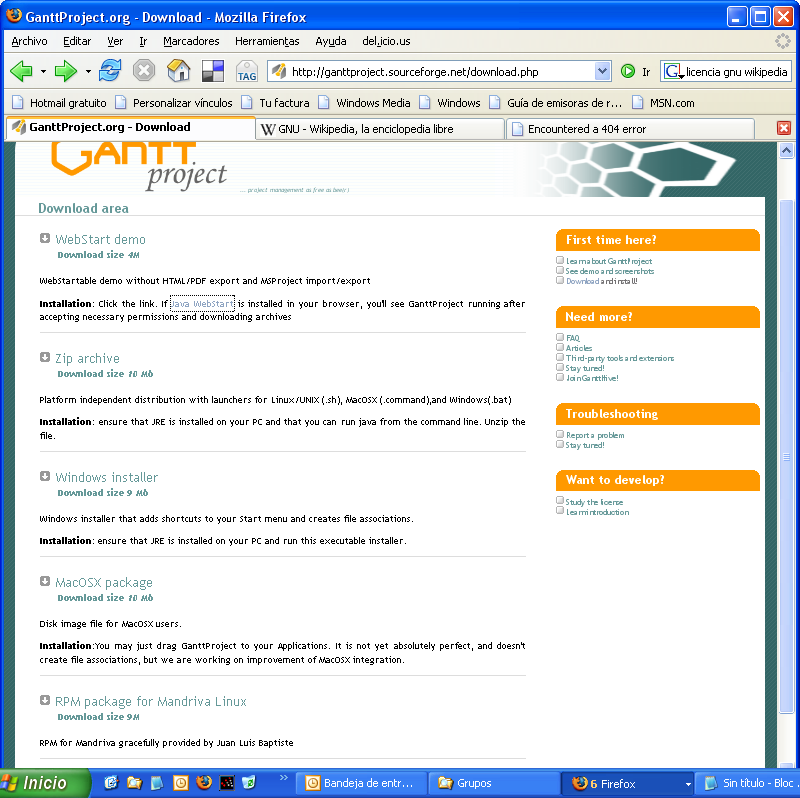 GanttProject.org - Download - Mozilla Firefox
Archivo Editar Ver Ir Marcadores Herramientas Ayuda del.icio.us
TAG http://ganttproject.sourceforge.net/download.php Ir G licencia gnu wikipedia
Hotmail gratuito Personalizar vínculos Tu factura Windows Media Windows Guía de emisoras de r... MSN.com
GanttProject.org - Download W GNU - Wikipedia, la enciclopedia libre Encountered a 404 error
GANTT
project
... project management as free as bee(r)
Download area
WebStart demo
Download size 4M
WebStartable demo without HTML/PDF export and MSProject import/export
Installation: Click the link. If Java WebStart is installed in your browser, you'll see GanttProject running after
accepting necessary permissions and downloading archives
Zip archive
Download size 10 Mb
Platform independent distribution with launchers for Linux/UNIX (.sh), MacOSX (.command),and Windows(.bat)
Installation: ensure that JRE is installed on your PC and that you can run java from the command line. Unzip the
file.
Windows installer
Download size 9 Mb
Windows installer that adds shortcuts to your Start menu and creates file associations.
Installation: ensure that JRE is installed on your PC and run this executable installer.
MacOSX package
Download size 10 Mb
Disk image file for MacOSX users.
Installation:You may just drag GanttProject to your Applications. It is not yet absolutely perfect, and doesn't
create file associations, but we are working on improvement of MacOSX integration.
RPM package for Mandriva Linux
Download size 9M
RPM for Mandriva gracefully provided by Juan Luis Baptiste
First time here?
Learn about GanttProject
See demo and screenshots
Download and install!
Need more?
FAQ
Articles
Third-party tools and extensions
Stay tuned!
Join GanttHive!
Troubleshooting
Report a problem
Stay tuned!
Want to develop?
Study the license
Learn introduction
Inicio » Bandeja de entr... Grupos 6 Firefox Sin título - Bloc ...